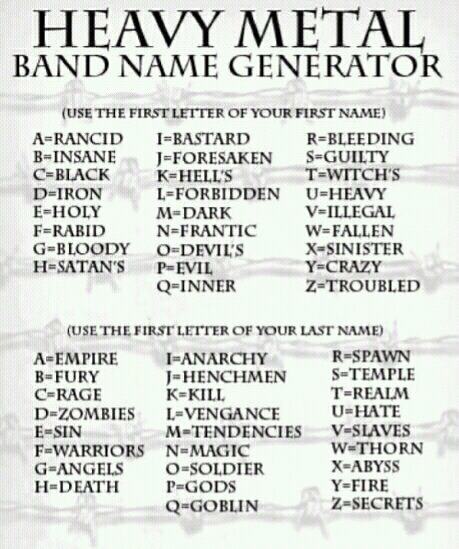 HEAVY METAL
BAND NAME GENERATOR
(USE THE FIRST LETTER OF YOUR FIRST NAME)
A=RANCID
B=INSANE
C=BLACK
D=IRON
E=HOLY
F=RABID
G=BLOODY
H=SATAN'S
I=BASTARD
J=FORESAKEN
K=HELL'S
L=FORBIDDEN
M=DARK
N=FRANTIC
O=DEVIL'S
P=EVIL
Q=INNER
R=BLEEDING
S=GUILTY
T=WITCH'S
U=HEAVY
V=ILLEGAL
W=FALLEN
X=SINISTER
Y=CRAZY
Z=TROUBLED
(USE THE FIRST LETTER OF YOUR LAST NAME)
A=EMPIRE
B=FURY
C=RAGE
D=ZOMBIES
E=SIN
F=WARRIORS
G=ANGELS
H=DEATH
I=ANARCHY
J=HENCHMEN
K=KILL
L=VENGANCE
M=TENDENCIES
N=MAGIC
O=SOLDIER
P=GODS
Q=GOBLIN
R=SPAWN
S=TEMPLE
T=REALM
U=HATE
V=SLAVES
W=THORN
X=ABYSS
Y=FIRE
Z=SECRETS